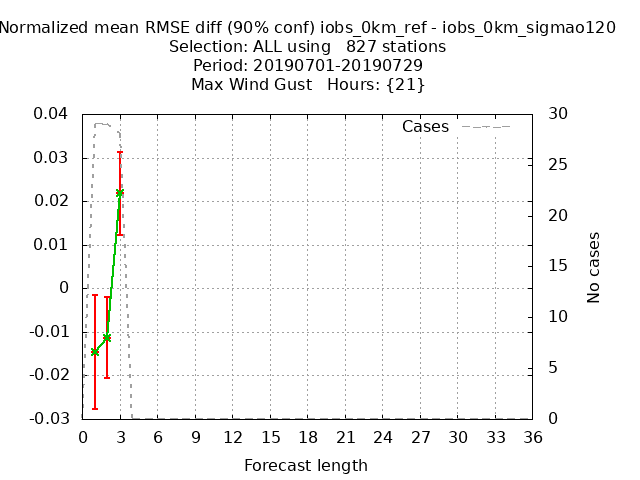 Normalized mean RMSE diff (90% conf) iobs_0km_ref - iobs_0km_sigmao120
Selection: ALL using   827 stations
Period: 20190701-20190729
Max Wind Gust   Hours: {21}
Cases
0.04
0.03
0.02
0.01
0
-0.01
-0.02
-0.03
30
25
20
15
10
5
0
No cases
0 3 6 9 12 15 18 21 24 27 30 33 36
Forecast length